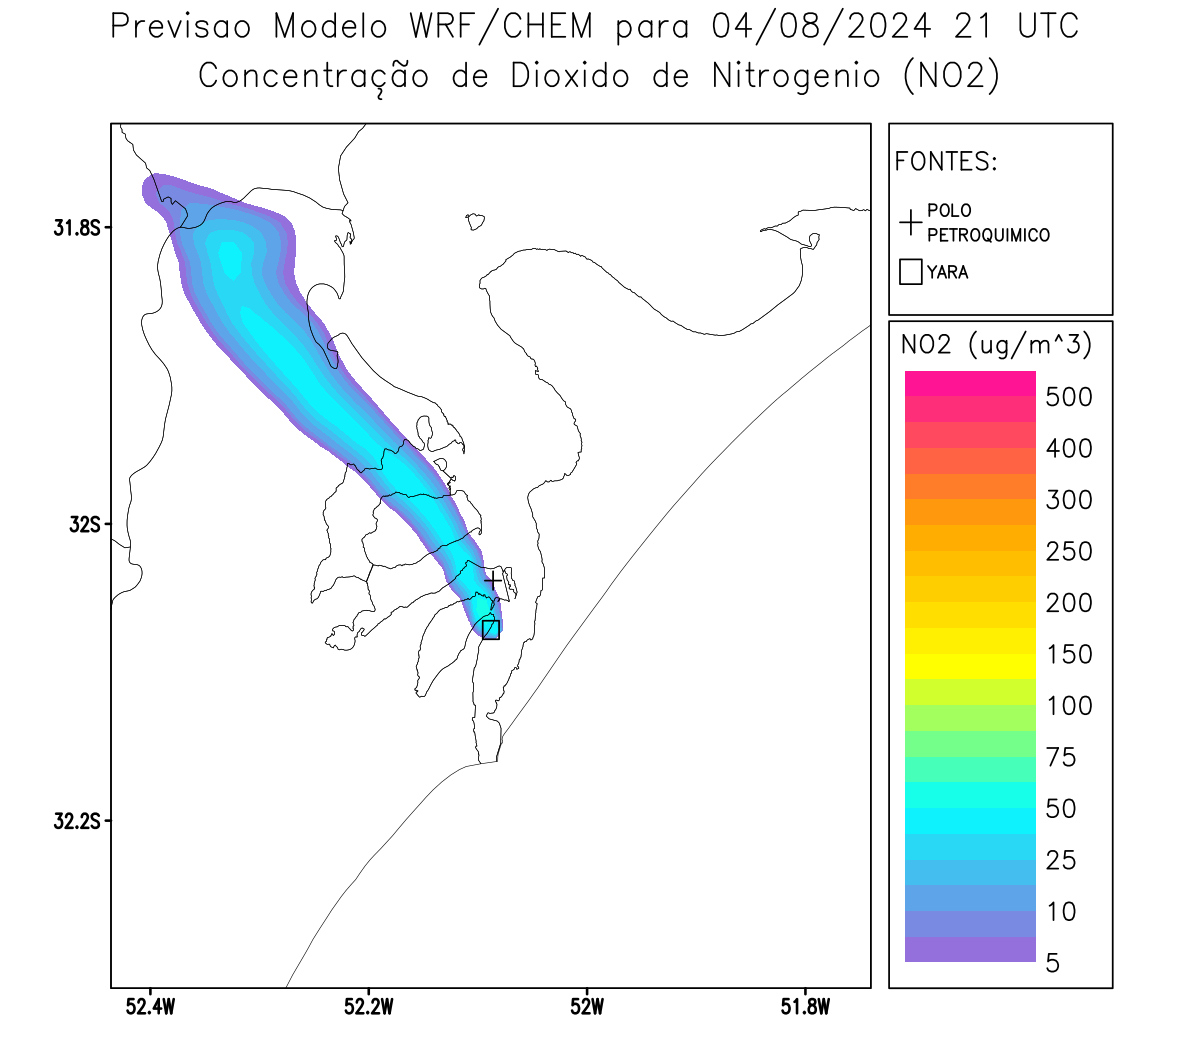 Previsao Modelo WRF/CHEM para 04/08/2024 21 UTC
Concentração de Dioxido de Nitrogenio (NO2)
FONTES:
POLO
PETROQUIMICO
YARA
NO2 (ug/m^3)
500
400
300
250
200
150
100
75
50
25
10
5
31.8S
32S
32.2S
52.4W
52.2W
52W
51.8W